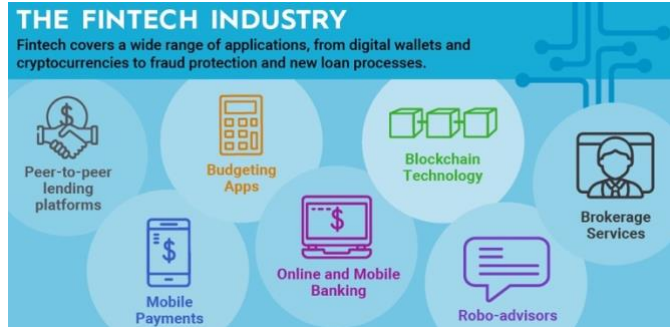 THE FINTECH INDUSTRY
Fintech covers a wide range of applications, from digital wallets and
cryptocurrencies to fraud protection and new loan processes.
Peer-to-peer
lending
platforms
Budgeting
Apps
Blockchain
Technology
Brokerage
Services
Mobile
Payments
Online and Mobile
Banking
Robo-advisors
$
$
$